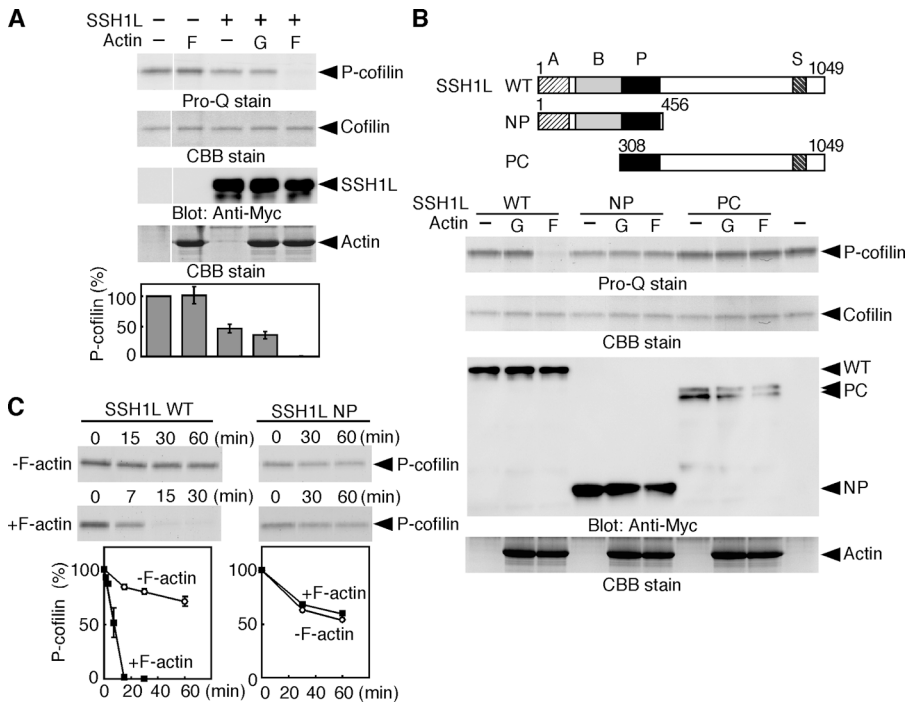 A
SSH1L − − + + +
Actin − F − G F
P-cofilin
Pro-Q stain
Cofilin
CBB stain
SSH1L
Blot: Anti-Myc
Actin
CBB stain
P-cofilin (%)
100
50
0
B
1 A B P S 1049
SSH1L WT
1 456
NP
308 1049
PC
SSH1L WT NP PC
Actin − G F − G F − G F −
P-cofilin
Pro-Q stain
Cofilin
CBB stain
WT
PC
NP
Blot: Anti-Myc
Actin
CBB stain
C
SSH1L WT
0 15 30 60 (min)
-F-actin
0 7 15 30 (min)
+F-actin
P-cofilin (%)
100
50
0
-F-actin
+F-actin
0 20 40 60 (min)
SSH1L NP
0 30 60 (min)
P-cofilin
0 30 60 (min)
P-cofilin
100
50
0
+F-actin
-F-actin
0 20 40 60 (min)